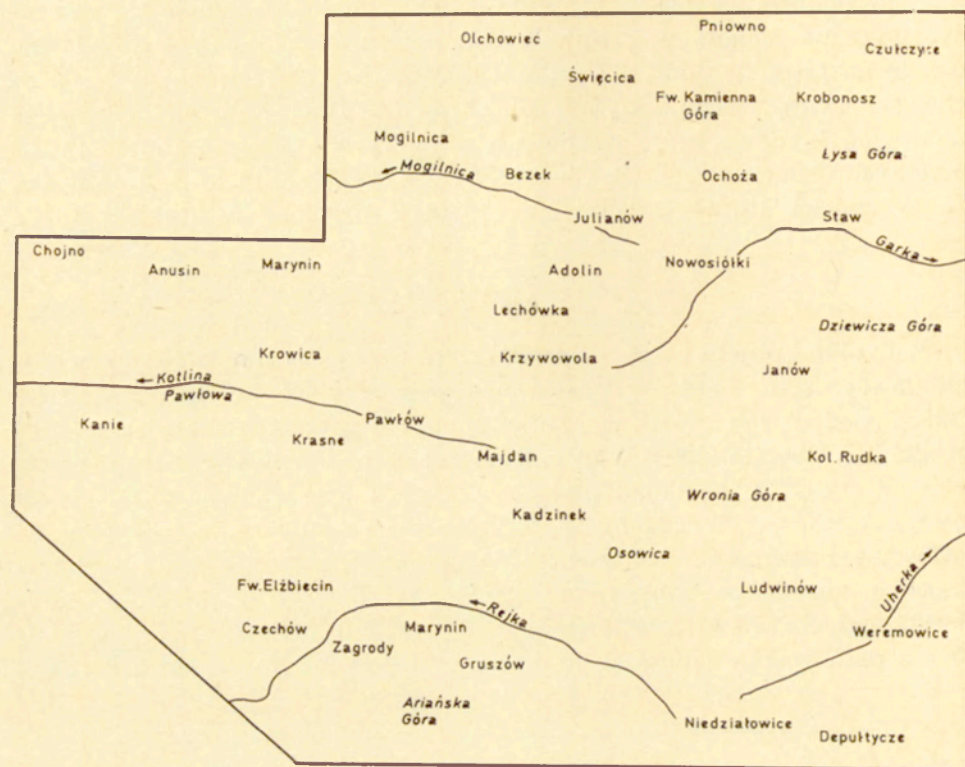 Olchowiec
Pniowno
Czułczyce
Święcica
Fw. Kamienna
Góra
Krobonosz
Mogilnica
Łysa Góra
← Mogilnica
Bezek
Ochoża
Julianów
Staw
Garka →
Chojno
Anusin
Marynin
Adolin
Nowosiółki
Lechówka
Dziewicza Góra
Krowica
Krzywowola
Janów
← Kotlina
Pawłowa
Kanie
Pawłów
Krasne
Majdan
Kol. Rudka
Wronia Góra
Kadzinek
Osowica
Fw. Elżbiecin
Ludwinów
Uherka →
← Rejka
Czechów
Marynin
Weremowice
Zagrody
Gruszów
Ariańska
Góra
Niedziałowice
Depułtycze